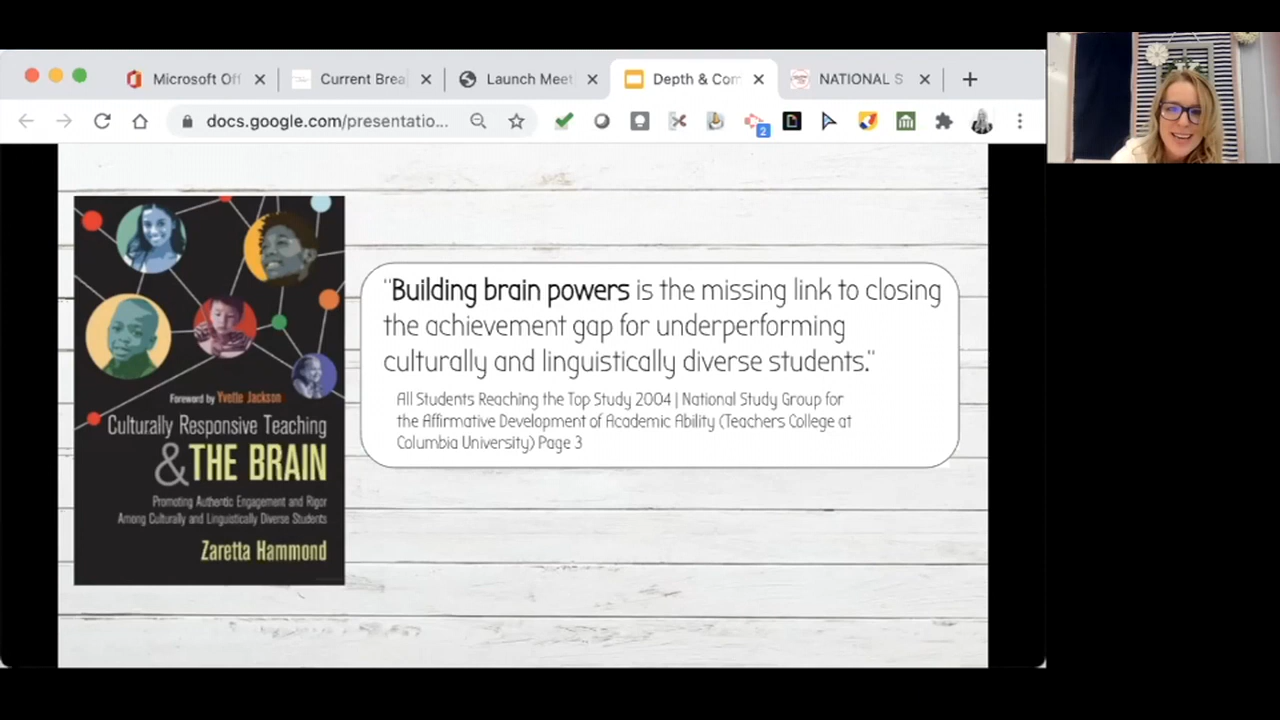 Microsoft Off
Current Brea
Launch Meet
Depth & Com
NATIONAL S
docs.google.com/presentatio...
2
Foreword by Yvette Jackson
Culturally Responsive Teaching
& THE BRAIN
Promoting Authentic Engagement and Rigor
Among Culturally and Linguistically Diverse Students
Zaretta Hammond
"Building brain powers is the missing link to closing
the achievement gap for underperforming
culturally and linguistically diverse students."
All Students Reaching the Top Study 2004 | National Study Group for
the Affirmative Development of Academic Ability (Teachers College at
Columbia University) Page 3